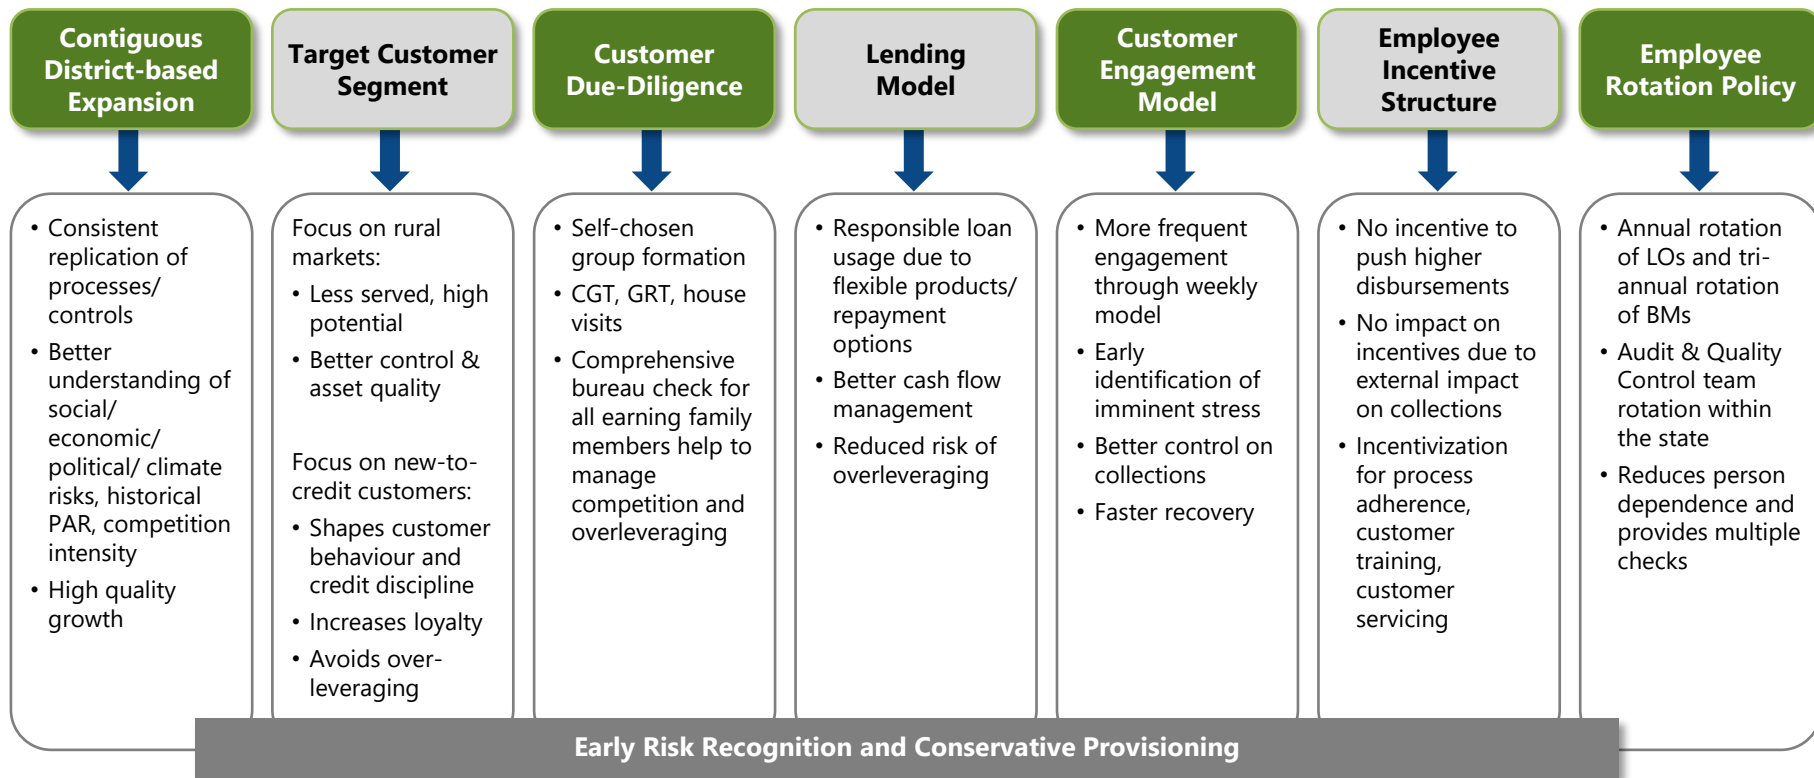 Contiguous
District-based
Expansion
Target Customer
Segment
Customer
Due-Diligence
Lending
Model
Customer
Engagement
Model
Employee
Incentive
Structure
Employee
Rotation Policy
• Consistent
replication of
processes/
controls
• Better
understanding of
social/
economic/
political/ climate
risks, historical
PAR, competition
intensity
• High quality
growth
Focus on rural
markets:
• Less served, high
potential
• Better control &
asset quality
Focus on new-to-
credit customers:
• Shapes customer
behaviour and
credit discipline
• Increases loyalty
• Avoids over-
leveraging
• Self-chosen
group formation
• CGT, GRT, house
visits
• Comprehensive
bureau check for
all earning family
members help to
manage
competition and
overleveraging
• Responsible loan
usage due to
flexible products/
repayment
options
• Better cash flow
management
• Reduced risk of
overleveraging
• More frequent
engagement
through weekly
model
• Early
identification of
imminent stress
• Better control on
collections
• Faster recovery
• No incentive to
push higher
disbursements
• No impact on
incentives due to
external impact
on collections
• Incentivization
for process
adherence,
customer
training,
customer
servicing
• Annual rotation
of LOs and tri-
annual rotation
of BMs
• Audit & Quality
Control team
rotation within
the state
• Reduces person
dependence and
provides multiple
checks
Early Risk Recognition and Conservative Provisioning